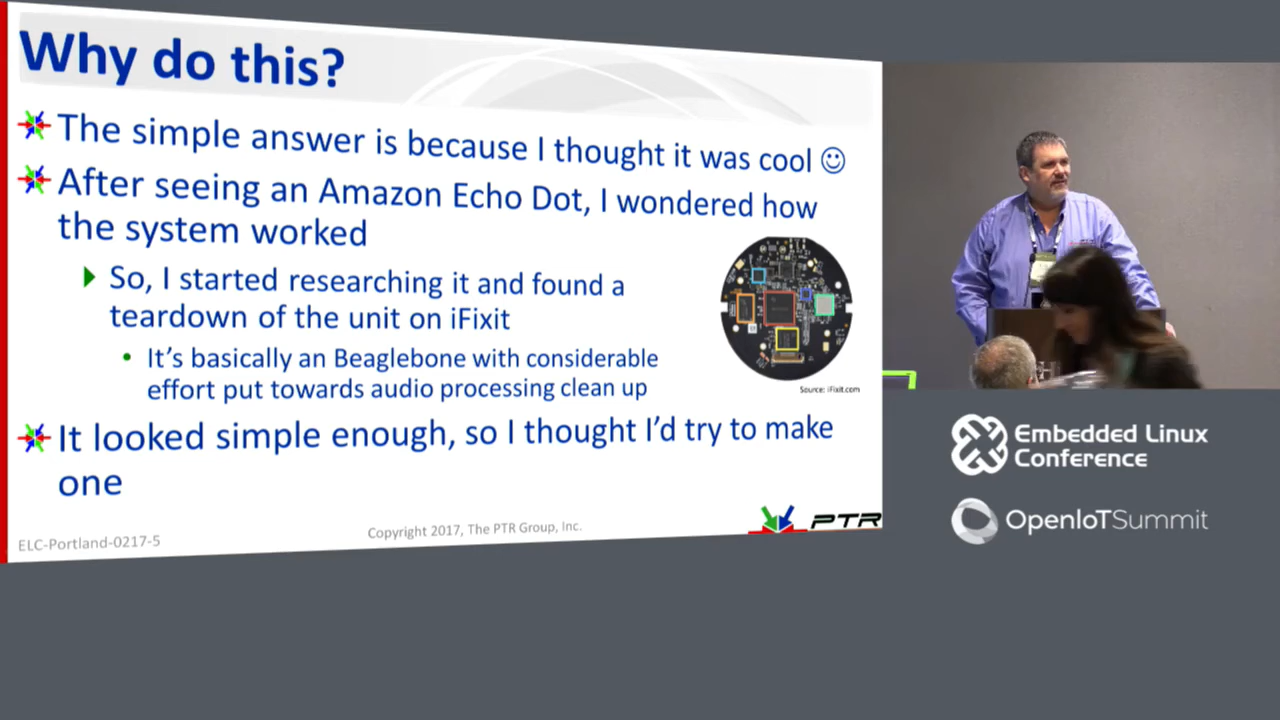 Why do this?
The simple answer is because I thought it was cool ☺
After seeing an Amazon Echo Dot, I wondered how
the system worked
So, I started researching it and found a
teardown of the unit on iFixit
It's basically an Beaglebone with considerable
effort put towards audio processing clean up
Source: iFixit.com
It looked simple enough, so I thought I'd try to make
one
ELC-Portland-0217-5
Copyright 2017, The PTR Group, Inc.
PTR
Embedded Linux
Conference
OpenIoTSummit